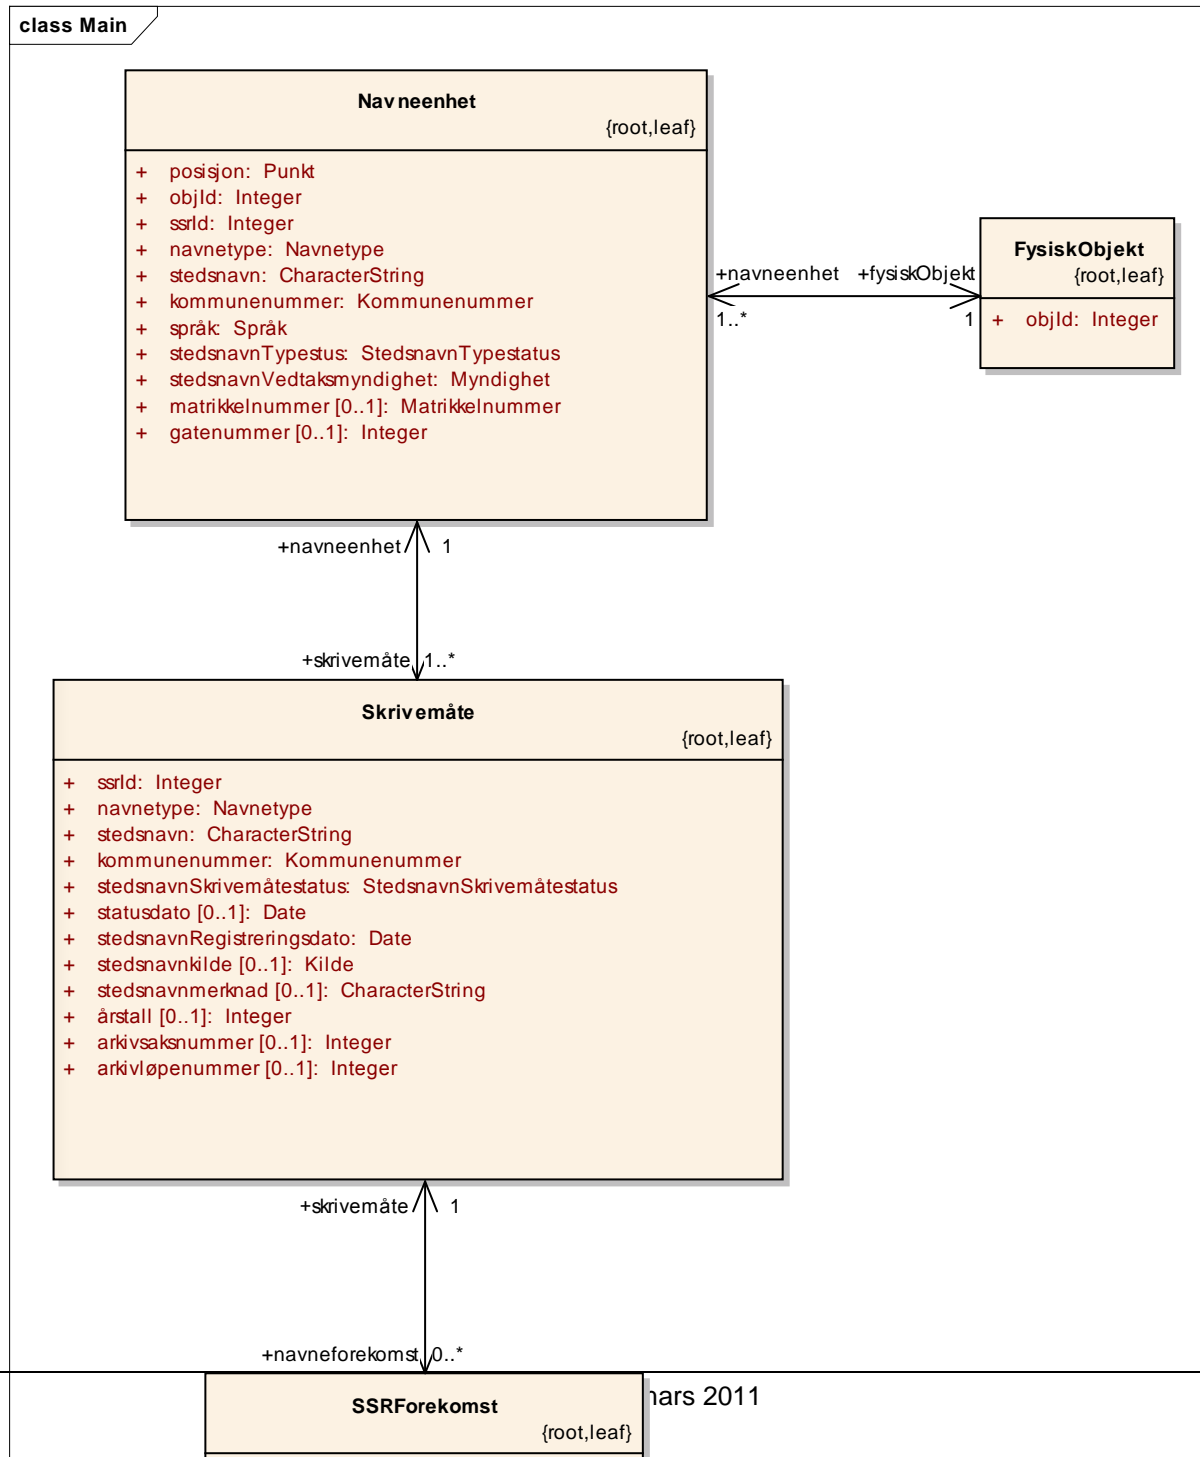 class Main
Navneenhet
{root,leaf}
+ posisjon: Punkt
+ objId: Integer
+ ssrId: Integer
+ navnetype: Navnetype
+ stedsnavn: CharacterString
+ kommunenummer: Kommunenummer
+ språk: Språk
+ stedsnavnTypestus: StedsnavnTypestatus
+ stedsnavnVedtaksmyndighet: Myndighet
+ matrikkelnummer [0..1]: Matrikkelnummer
+ gatenummer [0..1]: Integer
FysiskObjekt
{root,leaf}
+ objId: Integer
+navneenhet +fysiskObjekt
1..* 1
+navneenhet 1
+skrivemåte 1..*
Skrivemåte
{root,leaf}
+ ssrId: Integer
+ navnetype: Navnetype
+ stedsnavn: CharacterString
+ kommunenummer: Kommunenummer
+ stedsnavnSkrivemåtestatus: StedsnavnSkrivemåtestatus
+ statusdato [0..1]: Date
+ stedsnavnRegistreringsdato: Date
+ stedsnavnkilde [0..1]: Kilde
+ stedsnavnmerknad [0..1]: CharacterString
+ årstall [0..1]: Integer
+ arkivsaksnummer [0..1]: Integer
+ arkivløpenummer [0..1]: Integer
+skrivemåte 1
+navneforekomst 0..*
SSRForekomst
{root,leaf}
2011